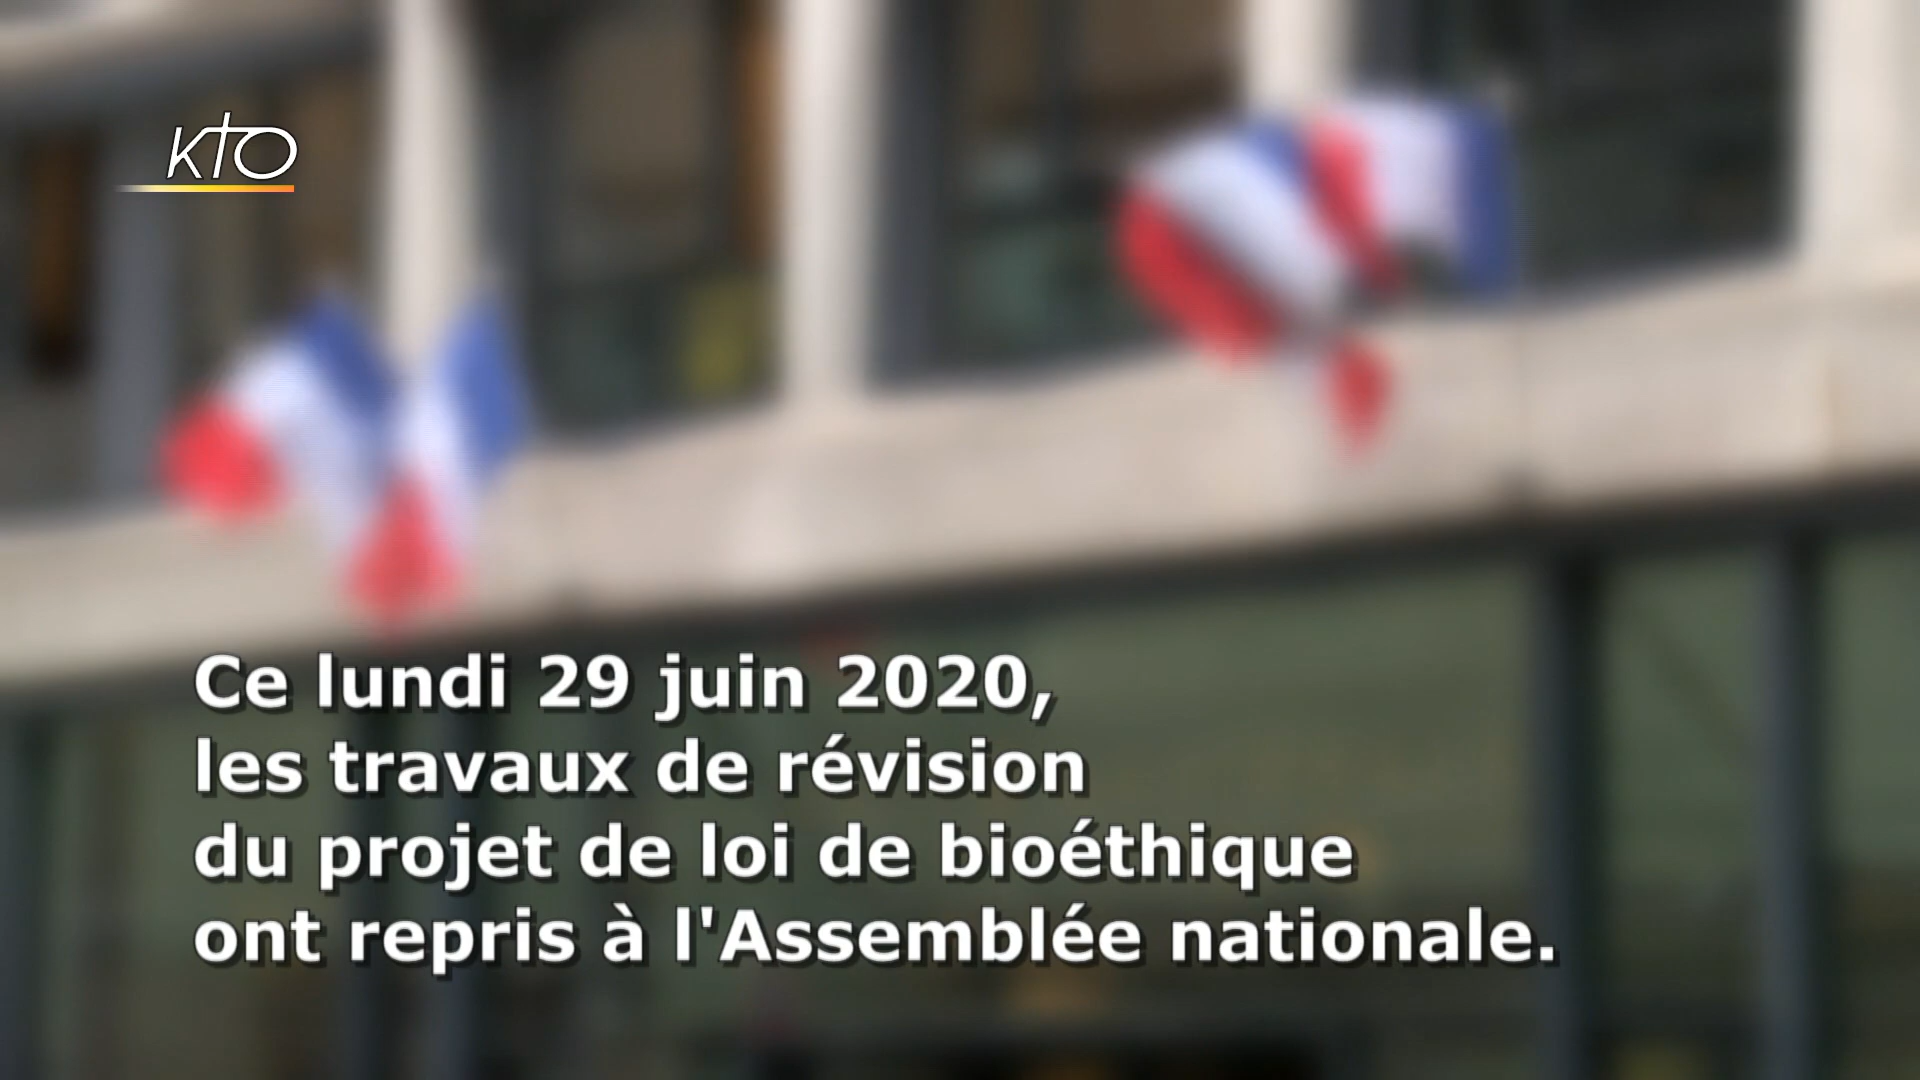 KTO
Ce lundi 29 juin 2020,
les travaux de révision
du projet de loi de bioéthique
ont repris à l'Assemblée nationale.